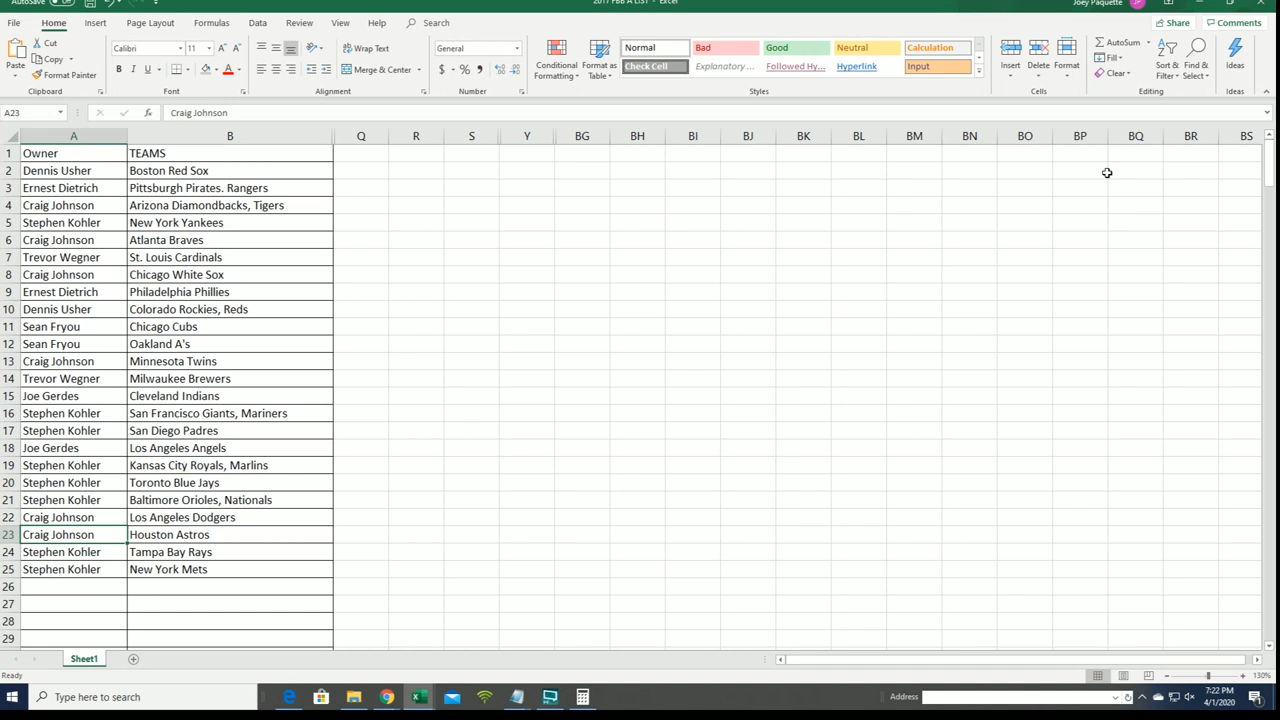 AutoSave Off
2017 FBB A LIST - Excel
Joey Paquette JP
File Home Insert Page Layout Formulas Data Review View Help Search Share Comments
Paste Cut Copy Format Painter Clipboard
Calibri 11 A A B I U A Font
Wrap Text Merge & Center Alignment
General $ % , Number
Conditional Formatting Format as Table
Normal Bad Good Neutral Calculation
Check Cell Explanatory ... Followed Hy... Hyperlink Input
Styles
Insert Delete Format Cells
AutoSum Fill Clear Sort & Filter Find & Select Editing
Ideas Ideas
A23 fx Craig Johnson
A B Q R S Y BG BH BI BJ BK BL BM BN BO BP BQ BR BS
1 Owner TEAMS
2 Dennis Usher Boston Red Sox
3 Ernest Dietrich Pittsburgh Pirates. Rangers
4 Craig Johnson Arizona Diamondbacks, Tigers
5 Stephen Kohler New York Yankees
6 Craig Johnson Atlanta Braves
7 Trevor Wegner St. Louis Cardinals
8 Craig Johnson Chicago White Sox
9 Ernest Dietrich Philadelphia Phillies
10 Dennis Usher Colorado Rockies, Reds
11 Sean Fryou Chicago Cubs
12 Sean Fryou Oakland A's
13 Craig Johnson Minnesota Twins
14 Trevor Wegner Milwaukee Brewers
15 Joe Gerdes Cleveland Indians
16 Stephen Kohler San Francisco Giants, Mariners
17 Stephen Kohler San Diego Padres
18 Joe Gerdes Los Angeles Angels
19 Stephen Kohler Kansas City Royals, Marlins
20 Stephen Kohler Toronto Blue Jays
21 Stephen Kohler Baltimore Orioles, Nationals
22 Craig Johnson Los Angeles Dodgers
23 Craig Johnson Houston Astros
24 Stephen Kohler Tampa Bay Rays
25 Stephen Kohler New York Mets
26
27
28
29
Sheet1
Ready 130%
Type here to search Address 7:22 PM
4/1/2020